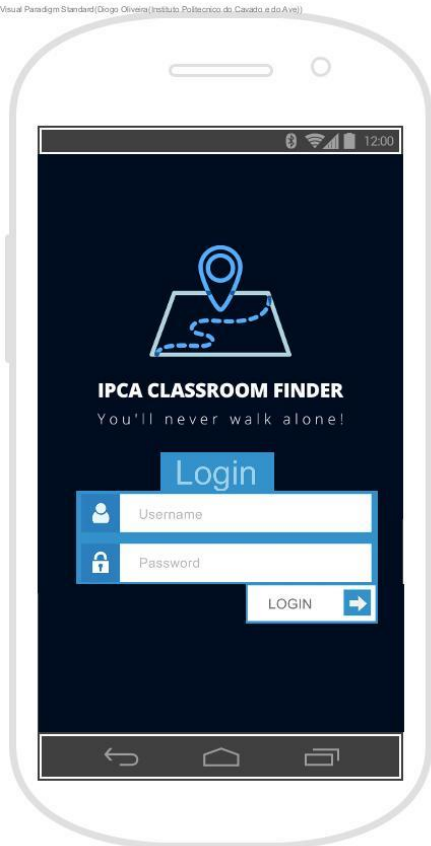 Visual Paradigm Standard(Diogo Oliveira(Instituto Politecnico do Cavado e do Ave))
12:00
IPCA CLASSROOM FINDER
You'll never walk alone!
Login
Username
Password
LOGIN